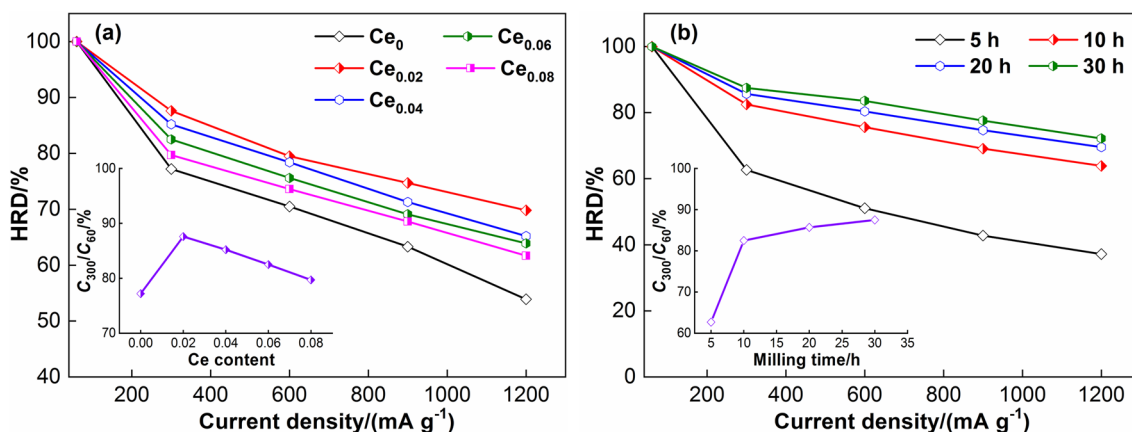 (a)
Ce₀
Ce₀.₀₂
Ce₀.₀₄
Ce₀.₀₆
Ce₀.₀₈
HRD/%
100
90
80
70
60
50
40
200 400 600 800 1000 1200
Current density/(mA g⁻¹)
C₃₀₀/C₆₀/%
100
90
80
70
0.00 0.02 0.04 0.06 0.08
Ce content
(b)
5 h
10 h
20 h
30 h
HRD/%
100
80
60
40
20
0
200 400 600 800 1000 1200
Current density/(mA g⁻¹)
C₃₀₀/C₆₀/%
100
90
80
70
60
5 10 15 20 25 30 35
Milling time/h